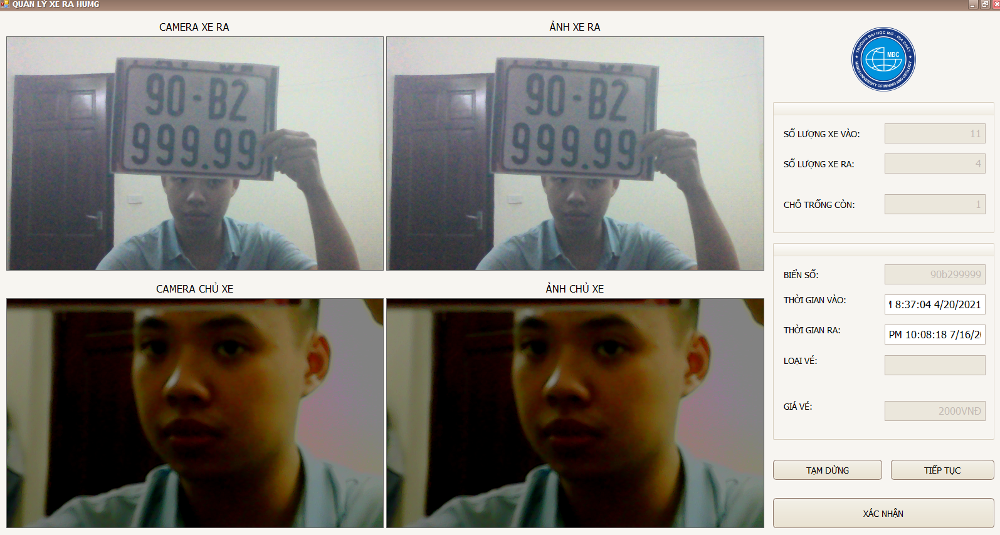 QUẢN LÝ XE RA HUMG
CAMERA XE RA
ẢNH XE RA
90-B2
999.99
90-B2
999.99
CAMERA CHỦ XE
ẢNH CHỦ XE
TRƯỜNG ĐẠI HỌC MỎ - ĐỊA CHẤT
MĐC
HANOI UNIVERSITY OF MINING AND GEOLOGY
SỐ LƯỢNG XE VÀO: 11
SỐ LƯỢNG XE RA: 4
CHỖ TRỐNG CÒN: 1
BIỂN SỐ: 90b299999
THỜI GIAN VÀO: 8:37:04 4/20/2021
THỜI GIAN RA: PM 10:08:18 7/16/20
LOẠI VÉ:
GIÁ VÉ: 2000VNĐ
TẠM DỪNG
TIẾP TỤC
XÁC NHẬN